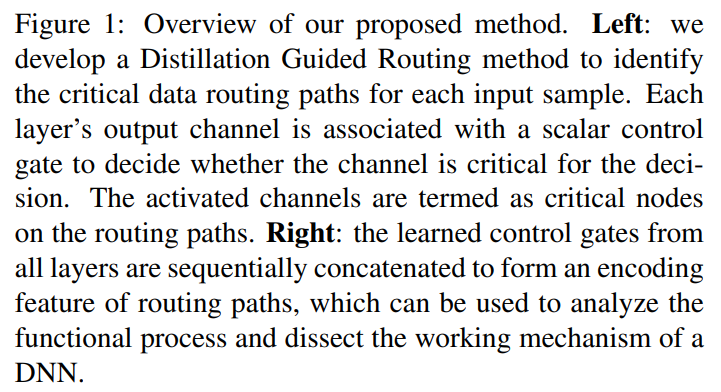 Figure 1: Overview of our proposed method. Left: we
develop a Distillation Guided Routing method to identify
the critical data routing paths for each input sample. Each
layer's output channel is associated with a scalar control
gate to decide whether the channel is critical for the deci-
sion. The activated channels are termed as critical nodes
on the routing paths. Right: the learned control gates from
all layers are sequentially concatenated to form an encoding
feature of routing paths, which can be used to analyze the
functional process and dissect the working mechanism of a
DNN.